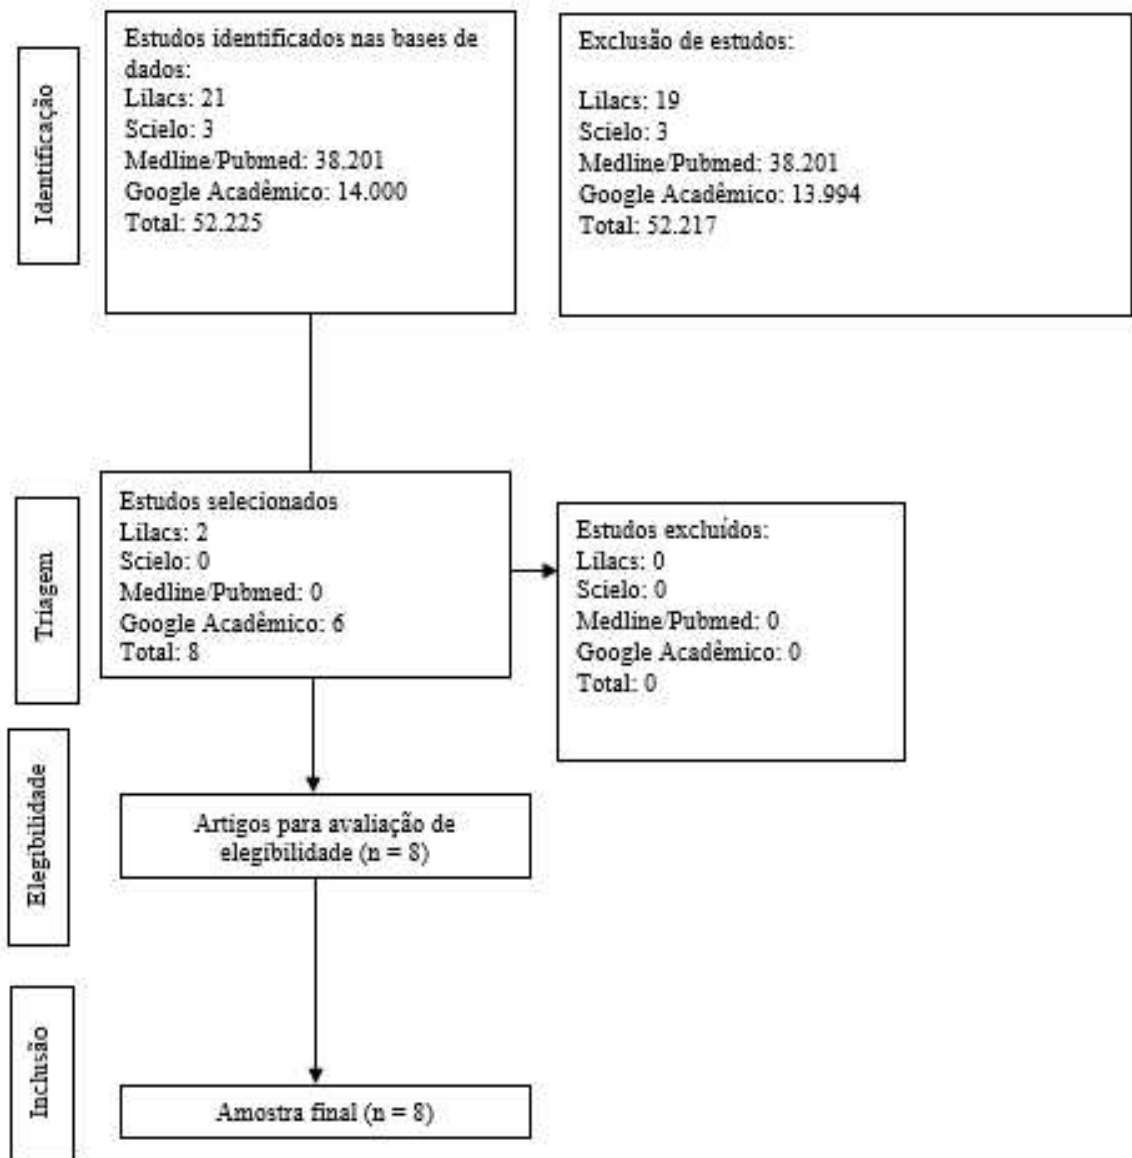 Identificação
Estudos identificados nas bases de
dados:
Lilacs: 21
Scielo: 3
Medline/Pubmed: 38.201
Google Acadêmico: 14.000
Total: 52.225
Exclusão de estudos:
Lilacs: 19
Scielo: 3
Medline/Pubmed: 38.201
Google Acadêmico: 13.994
Total: 52.217
Triagem
Estudos selecionados
Lilacs: 2
Scielo: 0
Medline/Pubmed: 0
Google Acadêmico: 6
Total: 8
Estudos excluídos:
Lilacs: 0
Scielo: 0
Medline/Pubmed: 0
Google Acadêmico: 0
Total: 0
Elegibilidade
Artigos para avaliação de
elegibilidade (n = 8)
Inclusão
Amostra final (n = 8)